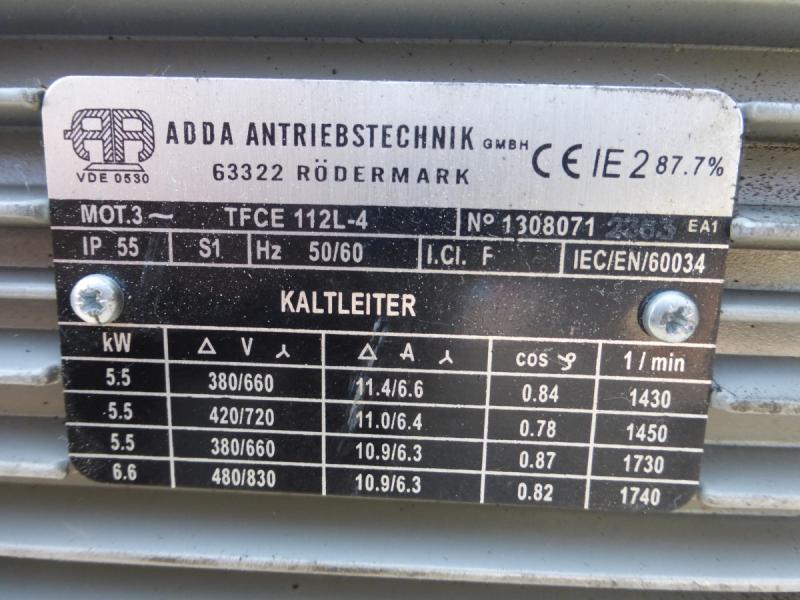 ADDA ANTRIEBSTECHNIK GMBH CE IE2 87.7%
VDE 0530 63322 RÖDERMARK
MOT.3~ TFCE 112L-4 Nº 1308071 2363 EA1
IP 55 S1 Hz 50/60 I.Cl. F IEC/EN/60034
KALTLEITER
kW Δ V Y Δ A Y cos φ 1/min
5.5 380/660 11.4/6.6 0.84 1430
5.5 420/720 11.0/6.4 0.78 1450
5.5 380/660 10.9/6.3 0.87 1730
6.6 480/830 10.9/6.3 0.82 1740